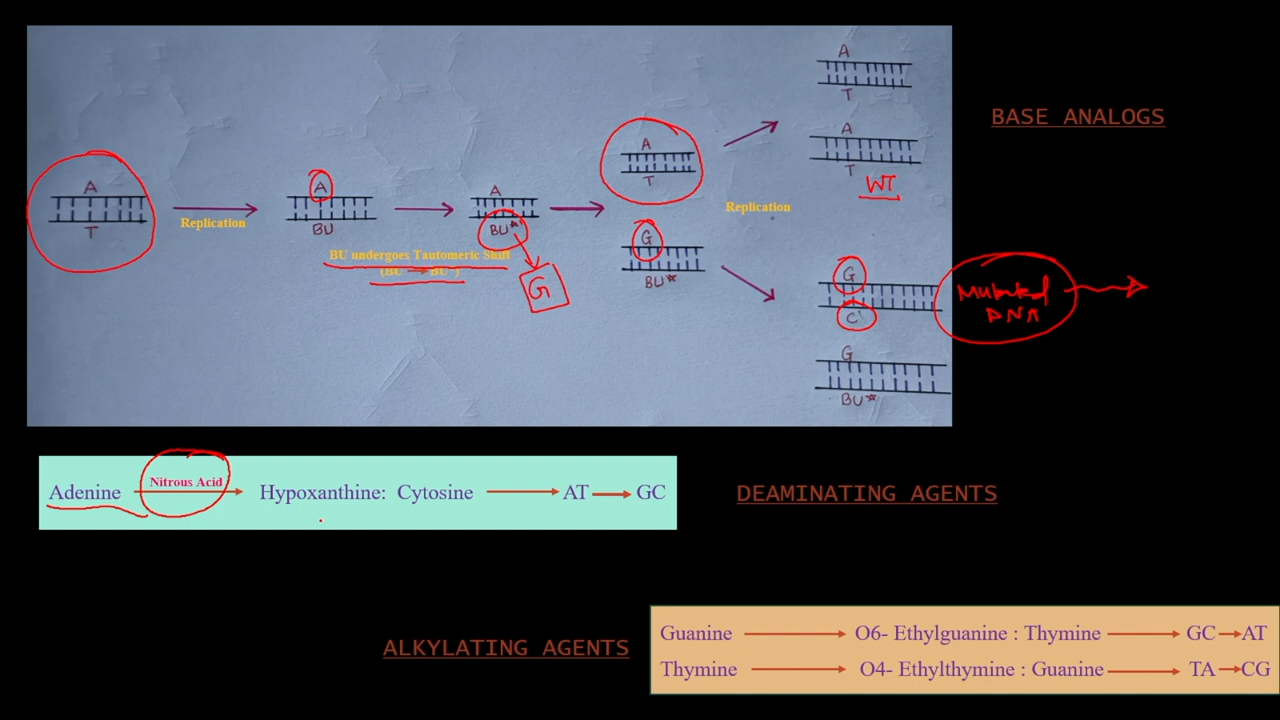 A
T
A
T
WT
BASE ANALOGS
A
T
Replication
A
BU
BU undergoes Tautomeric Shift
A
BU*
G
A
T
G
BU*
Replication
G
C
Mutated
DNA
G
BU*
Adenine Nitrous Acid Hypoxanthine: Cytosine AT GC
DEAMINATING AGENTS
ALKYLATING AGENTS
Guanine O6- Ethylguanine : Thymine GC AT
Thymine O4- Ethylthymine : Guanine TA CG